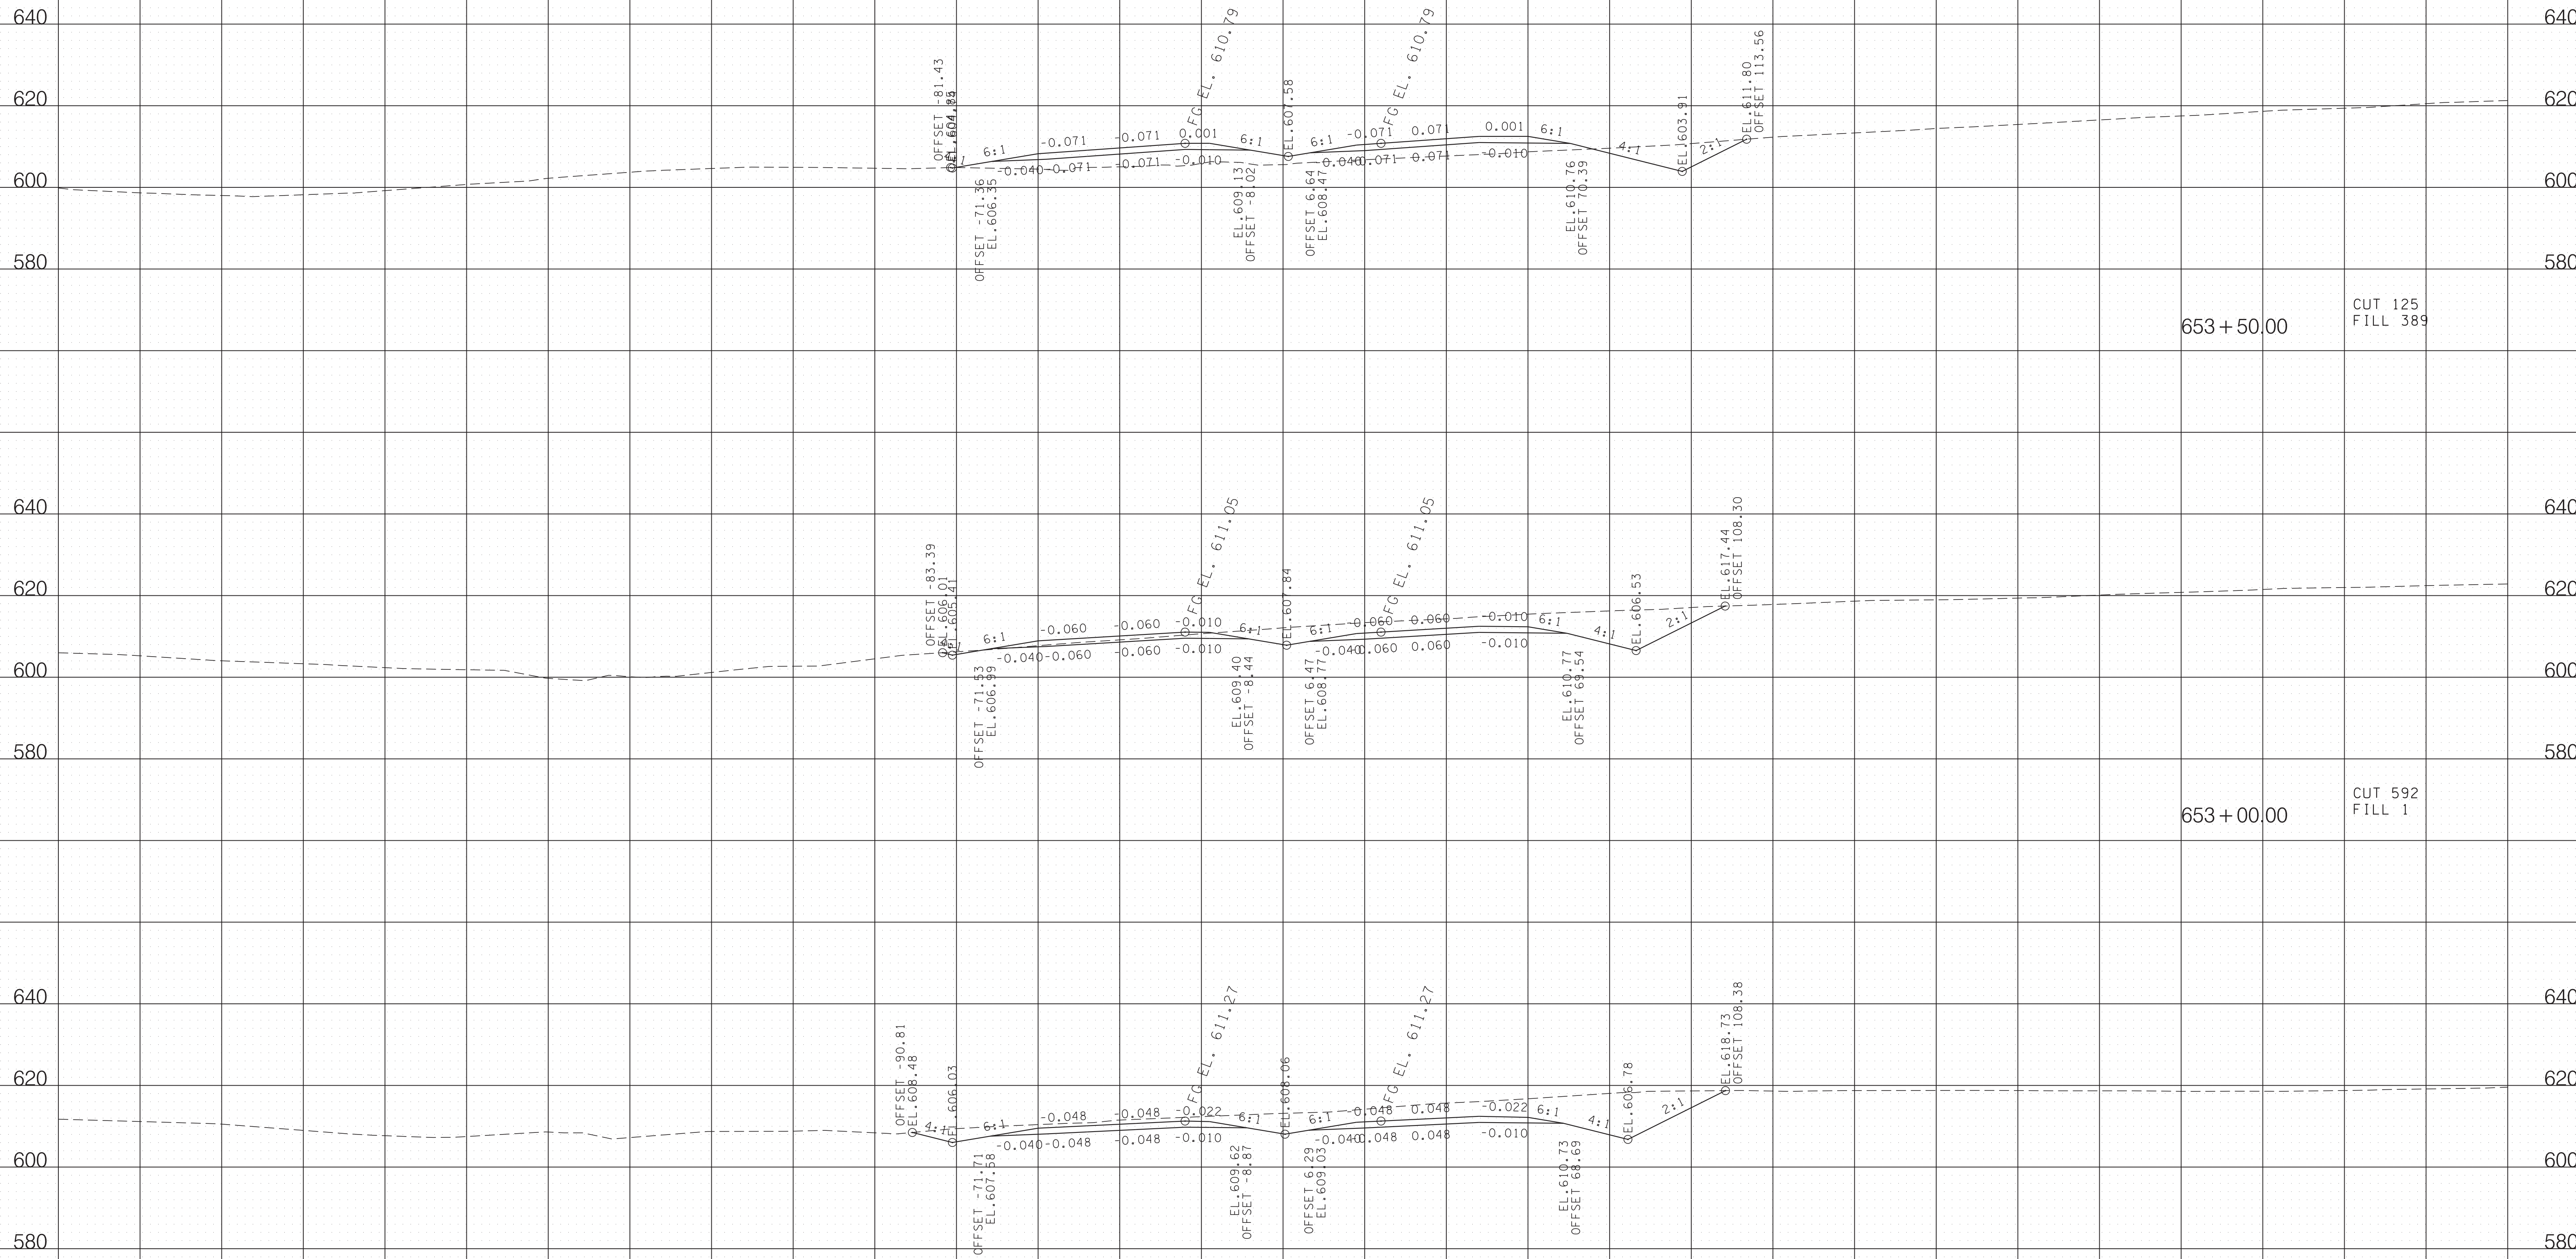 640 640
OFFSET -81.43
FG EL. 610.79
EL.607.58
FG EL. 610.79
EL.603.91
EL.611.80
OFFSET 113.56
620 620
6:1 -0.071 -0.071 0.001 6:1 6:1 -0.071 0.071 0.001 6:1 4:1 2:1
-0.040 -0.071 -0.071 -0.010 -0.040 0.071 0.071 -0.010
600 600
OFFSET -71.36
EL.606.35
EL.609.13
OFFSET -8.02
OFFSET 6.64
EL.608.47
EL.610.76
OFFSET 70.39
580 580
CUT 125
653+50.00 FILL 389
640 640
OFFSET -83.39
EL.606.01
EL.605.41
FG EL. 611.05
EL.607.84
FG EL. 611.05
EL.606.53
EL.617.44
OFFSET 108.30
620 620
6:1 -0.060 -0.060 -0.010 6:1 6:1 -0.060 0.060 -0.010 6:1 4:1 2:1
-0.040 -0.060 -0.060 -0.010 -0.040 0.060 0.060 -0.010
600 600
OFFSET -71.53
EL.606.99
EL.609.40
OFFSET -8.44
OFFSET 6.47
EL.608.77
EL.610.77
OFFSET 69.54
580 580
CUT 592
653+00.00 FILL 1
640 640
OFFSET -90.81
EL.608.48
EL.606.03
FG EL. 611.27
EL.608.06
FG EL. 611.27
EL.606.78
EL.618.73
OFFSET 108.38
620 620
4:1 6:1 -0.048 -0.048 -0.022 6:1 6:1 -0.048 0.048 -0.022 6:1 4:1 2:1
-0.040 -0.048 -0.048 -0.010 -0.040 0.048 0.048 -0.010
600 600
OFFSET -71.71
EL.607.58
EL.609.62
OFFSET -8.87
OFFSET 6.29
EL.609.03
EL.610.73
OFFSET 68.69
580 580